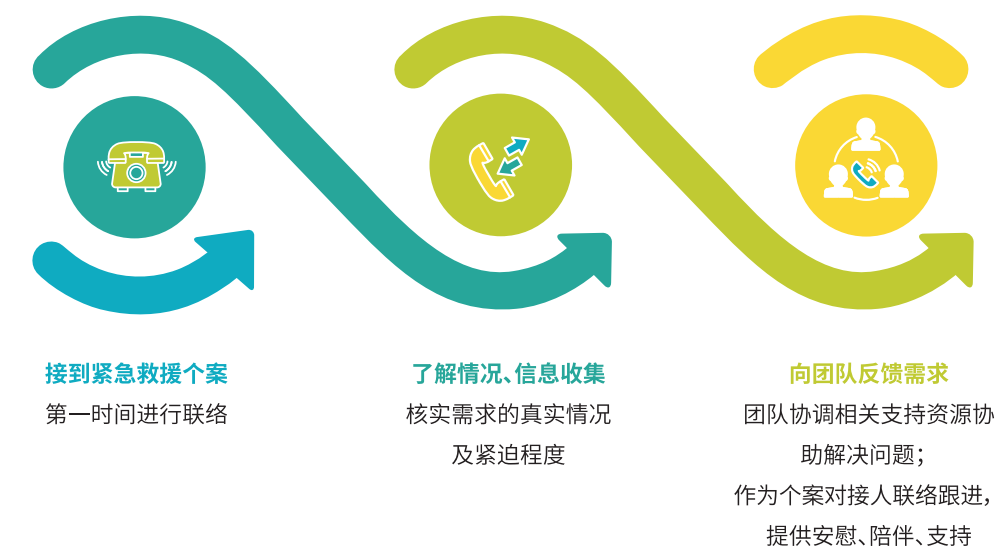 接到紧急救援个案
第一时间进行联络
了解情况、信息收集
核实需求的真实情况
及紧迫程度
向团队反馈需求
团队协调相关支持资源协
助解决问题；
作为个案对接人联络跟进，
提供安慰、陪伴、支持